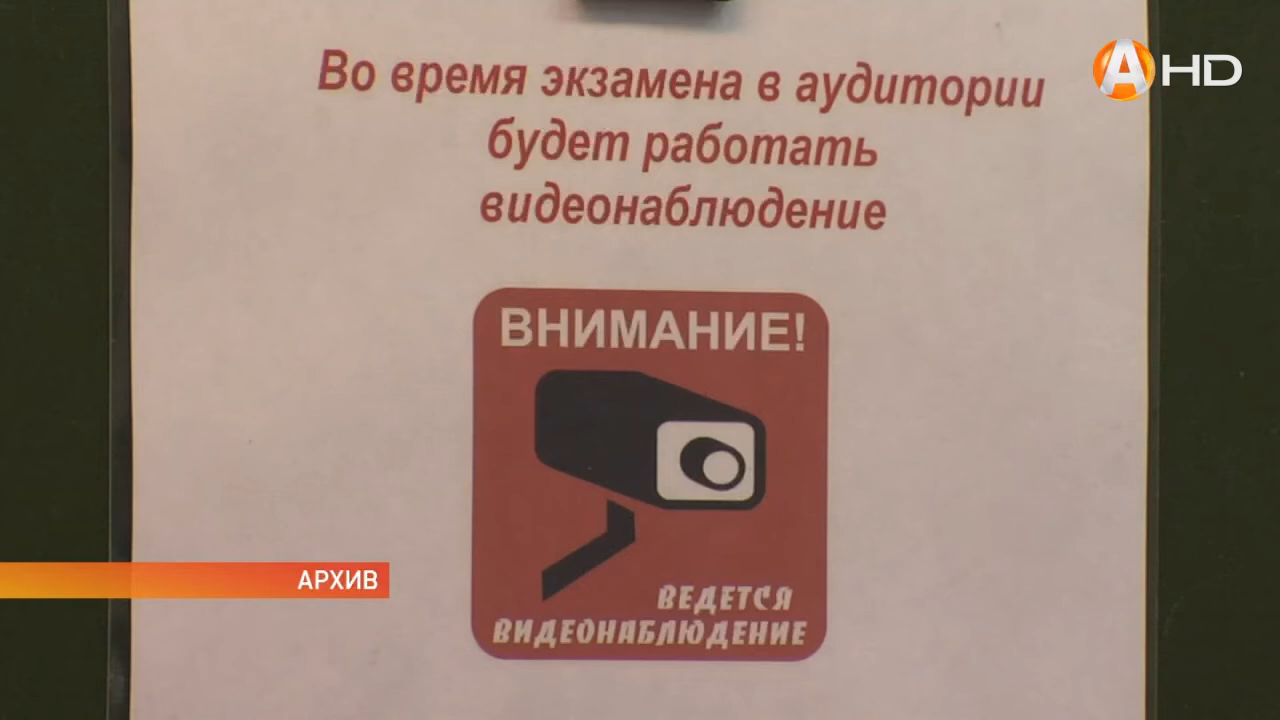 Во время экзамена в аудитории
будет работать
видеонаблюдение
ВНИМАНИЕ!
ВЕДЕТСЯ
ВИДЕОНАБЛЮДЕНИЕ
АРХИВ
А HD